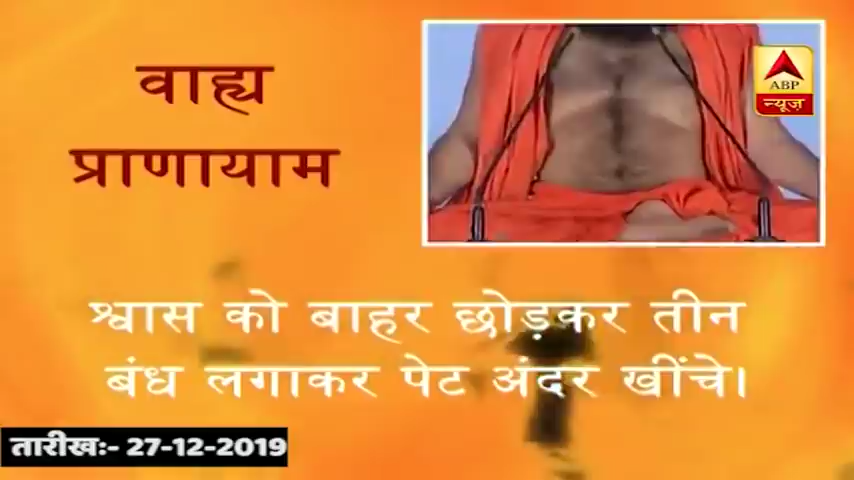 वाह्य
प्राणायाम
ABP
न्यूज़
श्वास को बाहर छोड़कर तीन
बंध लगाकर पेट अंदर खींचे।
तारीखः- 27-12-2019